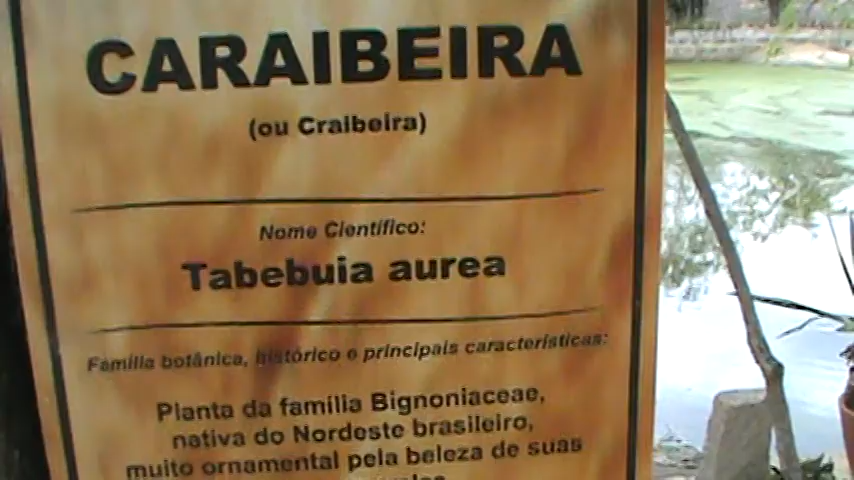 CARAIBEIRA
(ou Craibeira)
Nome Científico:
Tabebuia aurea
Família botânica, histórico e principais características:
Planta da família Bignoniaceae,
nativa do Nordeste brasileiro,
muito ornamental pela beleza de suas